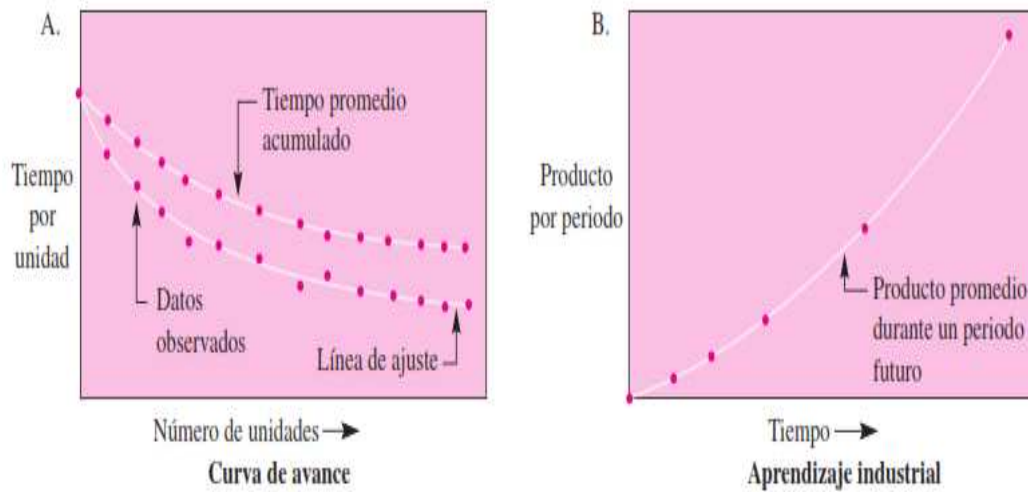 A.
Tiempo promedio
acumulado
Tiempo
por
unidad
Datos
observados
Línea de ajuste
Número de unidades
Curva de avance
B.
Producto
por periodo
Producto promedio
durante un periodo
futuro
Tiempo
Aprendizaje industrial